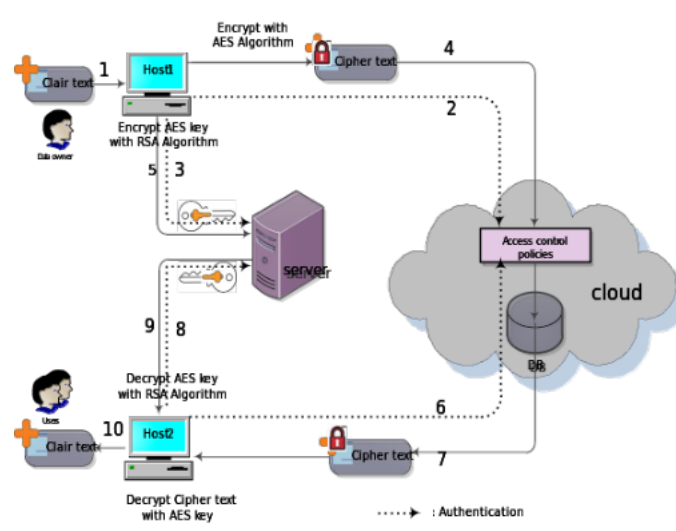 Encrypt with
AES Algorithm
4
1
Clair text
Host1
Cipher text
2
Encrypt AES key
with RSA Algorithm
Data owner
5
3
Access control
policies
server
cloud
9
8
DB
Decrypt AES key
with RSA Algorithm
Uses
6
10
Clair text
Host2
Cipher text
7
Decrypt Cipher text
with AES key
: Authentication